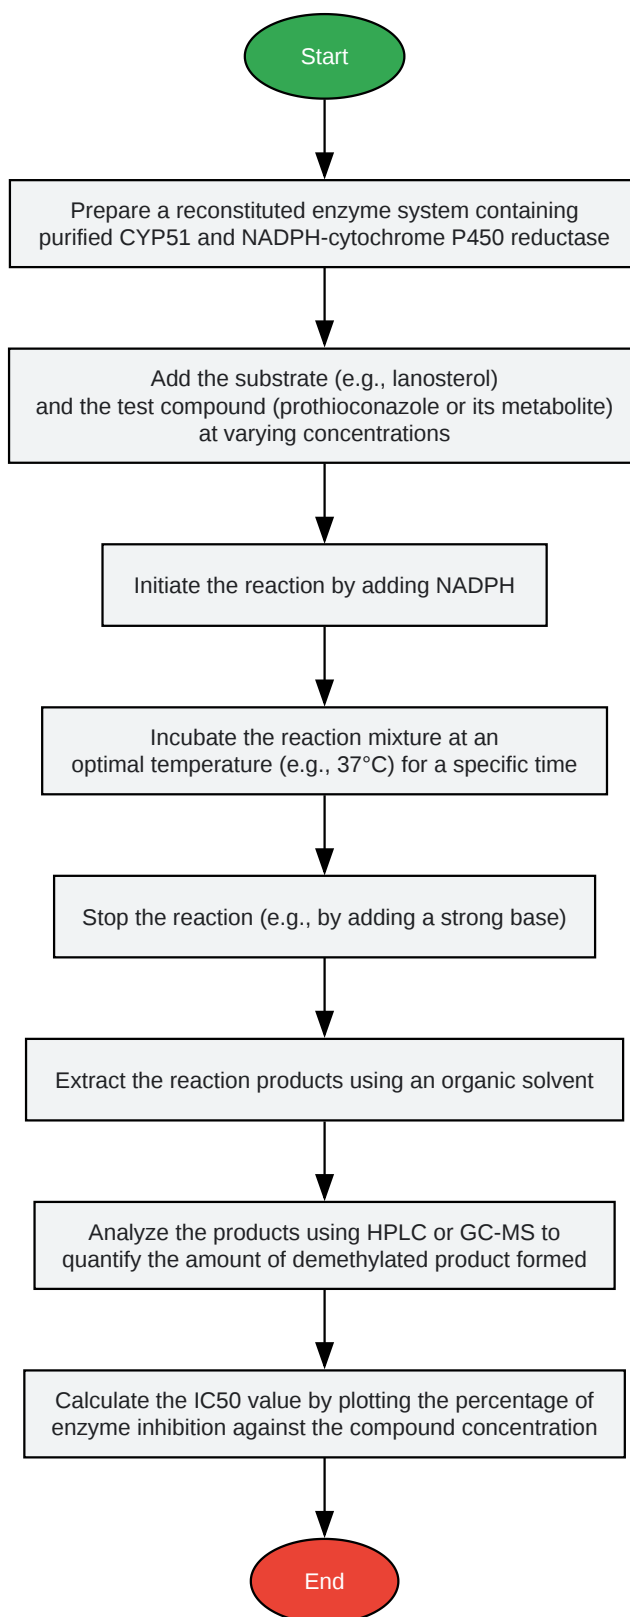 Start
Prepare a reconstituted enzyme system containing
purified CYP51 and NADPH-cytochrome P450 reductase
Add the substrate (e.g., lanosterol)
and the test compound (prothioconazole or its metabolite)
at varying concentrations
Initiate the reaction by adding NADPH
Incubate the reaction mixture at an
optimal temperature (e.g., 37°C) for a specific time
Stop the reaction (e.g., by adding a strong base)
Extract the reaction products using an organic solvent
Analyze the products using HPLC or GC-MS to
quantify the amount of demethylated product formed
Calculate the IC50 value by plotting the percentage of
enzyme inhibition against the compound concentration
End